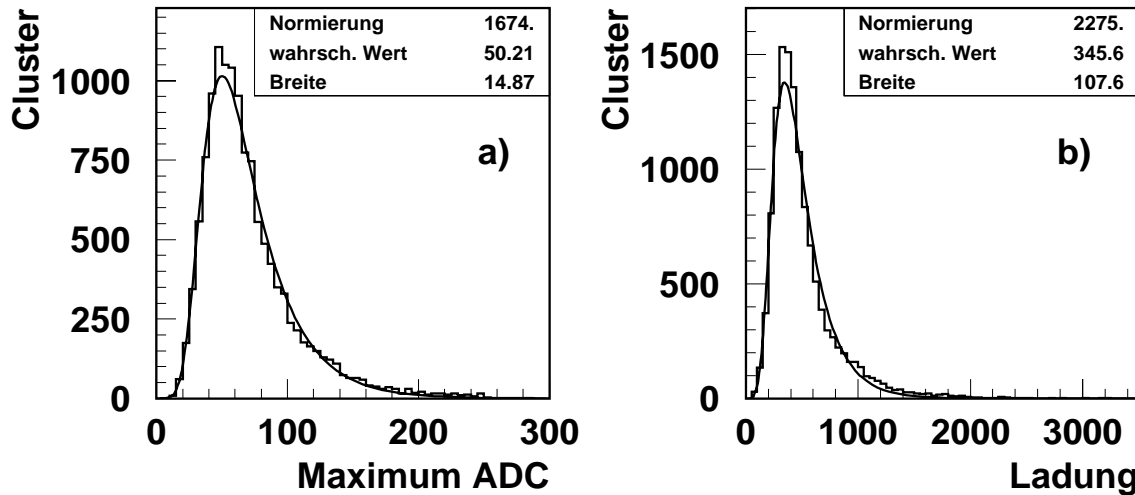 Normierung 1674.
wahrsch. Wert 50.21
Breite 14.87
Cluster
1000
750
500
250
0
a)
0 100 200 300
Maximum ADC
Normierung 2275.
wahrsch. Wert 345.6
Breite 107.6
Cluster
1500
1000
500
0
b)
0 1000 2000 3000
Ladung